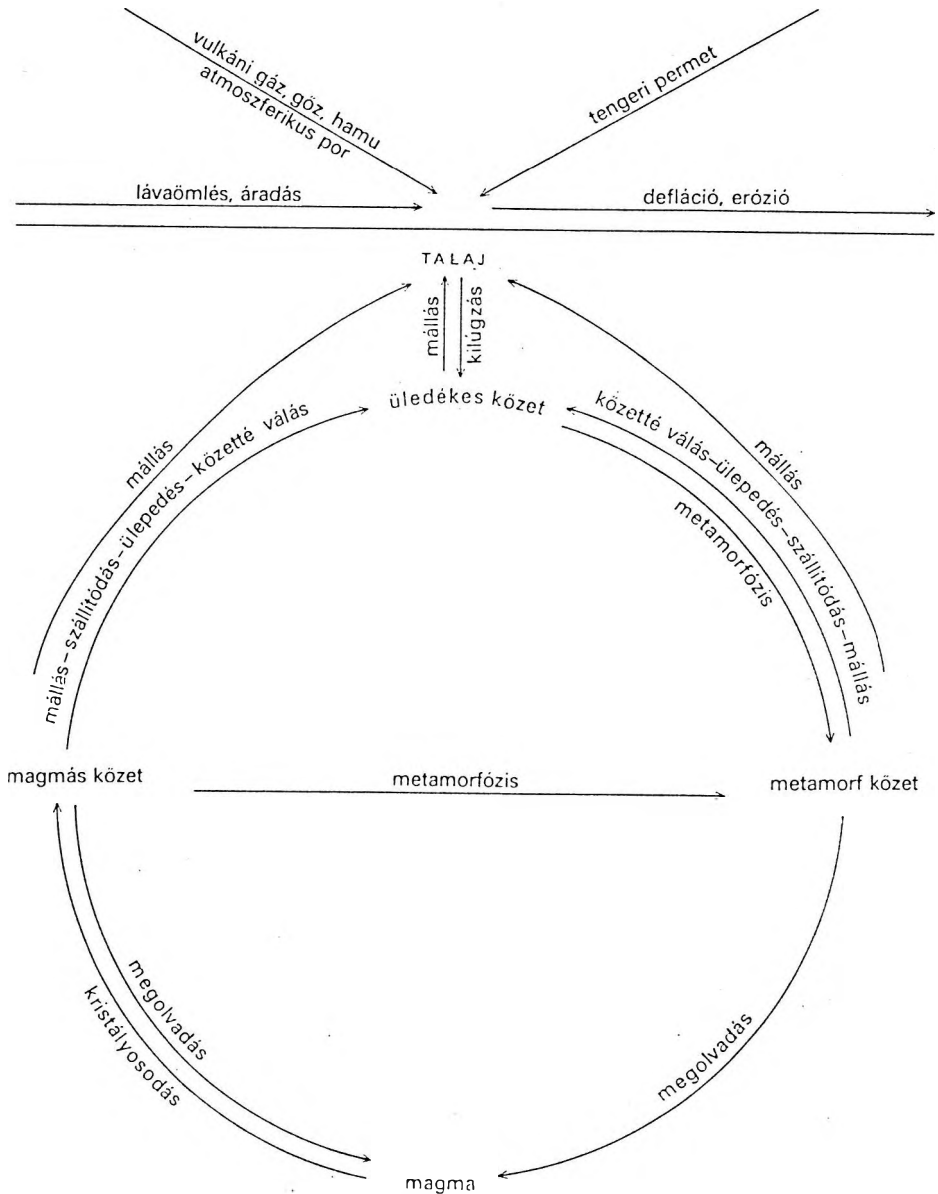 vulkáni gáz, gőz, hamu
atmoszferikus por
tengeri permet
lávaömlés, áradás
defláció, erózió
TALAJ
mállás
kilúgzás
üledékes kőzet
mállás
mállás–szállítódás–ülepedés–kőzetté válás
kőzetté válás–ülepedés–szállítódás–mállás
mállás
metamorfózis
magmás kőzet
metamorfózis
metamorf kőzet
megolvadás
kristályosodás
megolvadás
magma